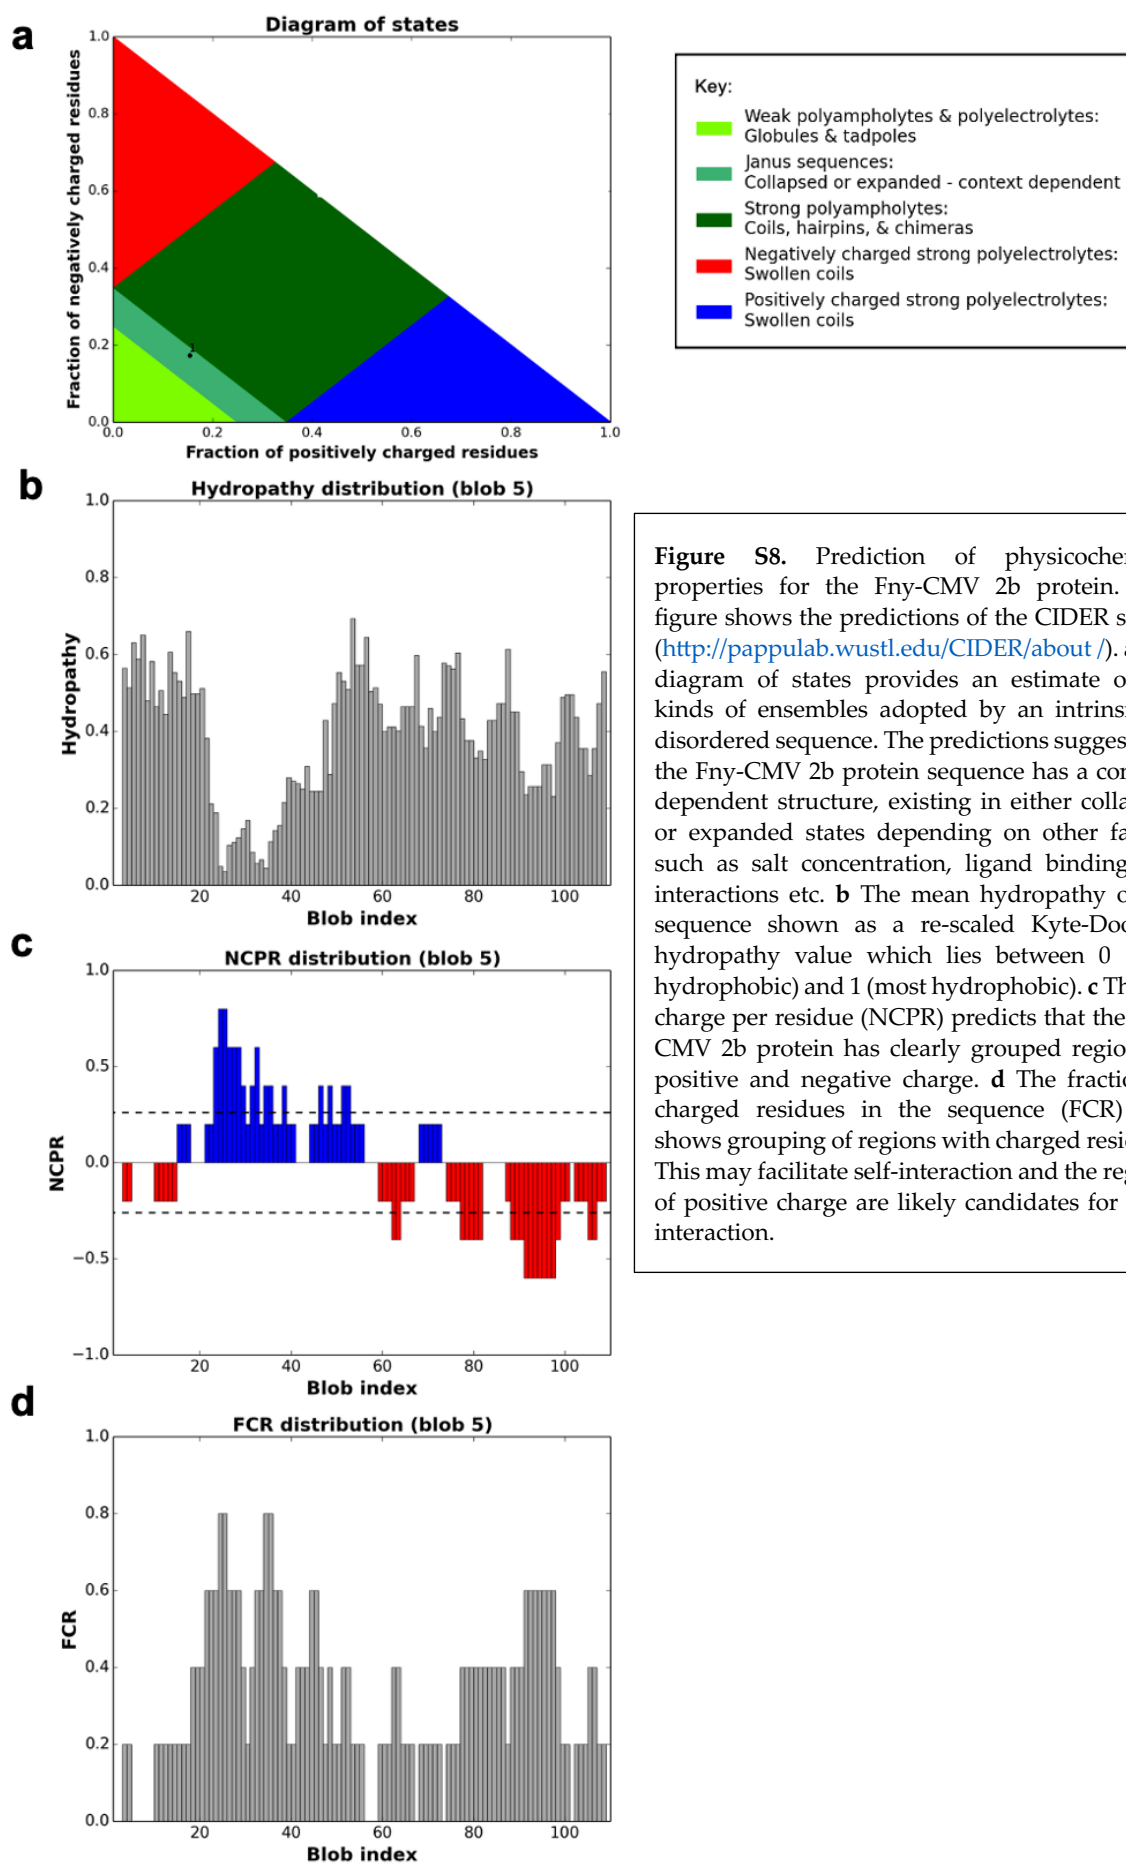 a
Diagram of states
1.0
0.8
0.6
0.4
0.2
0.0
Fraction of negatively charged residues
1
0.0 0.2 0.4 0.6 0.8 1.0
Fraction of positively charged residues
Key:
Weak polyampholytes & polyelectrolytes:
Globules & tadpoles
Janus sequences:
Collapsed or expanded - context dependent
Strong polyampholytes:
Coils, hairpins, & chimeras
Negatively charged strong polyelectrolytes:
Swollen coils
Positively charged strong polyelectrolytes:
Swollen coils
b
Hydropathy distribution (blob 5)
1.0
0.8
0.6
0.4
0.2
0.0
Hydropathy
20 40 60 80 100
Blob index
c
NCPR distribution (blob 5)
1.0
0.5
0.0
−0.5
−1.0
NCPR
20 40 60 80 100
Blob index
d
FCR distribution (blob 5)
1.0
0.8
0.6
0.4
0.2
0.0
FCR
20 40 60 80 100
Blob index
Figure S8. Prediction of physicochem
properties for the Fny-CMV 2b protein.
figure shows the predictions of the CIDER s
(http://pappulab.wustl.edu/CIDER/about /). a
diagram of states provides an estimate o
kinds of ensembles adopted by an intrinsi
disordered sequence. The predictions sugges
the Fny-CMV 2b protein sequence has a con
dependent structure, existing in either colla
or expanded states depending on other fa
such as salt concentration, ligand binding
interactions etc. b The mean hydropathy o
sequence shown as a re-scaled Kyte-Doo
hydropathy value which lies between 0
hydrophobic) and 1 (most hydrophobic). c Th
charge per residue (NCPR) predicts that the
CMV 2b protein has clearly grouped regio
positive and negative charge. d The fractio
charged residues in the sequence (FCR)
shows grouping of regions with charged resid
This may facilitate self-interaction and the reg
of positive charge are likely candidates for
interaction.